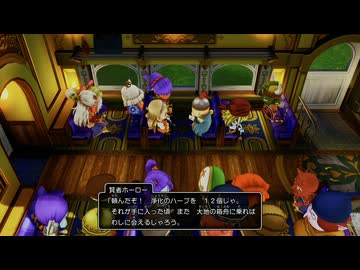 賢者ホーロー
「頼んだぞ！ 浄化のハーブを １２個じゃ。
それが手に入った頃 また 大地の箱舟に乗れば
わしに会えるじゃろう。